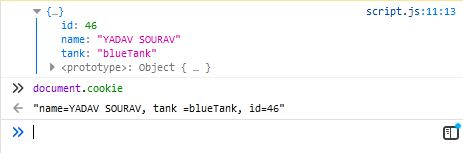 {…} script.js:11:13
id: 46
name: "YADAV SOURAV"
tank: "blueTank"
<prototype>: Object { … }
document.cookie
"name=YADAV SOURAV, tank =blueTank, id=46"